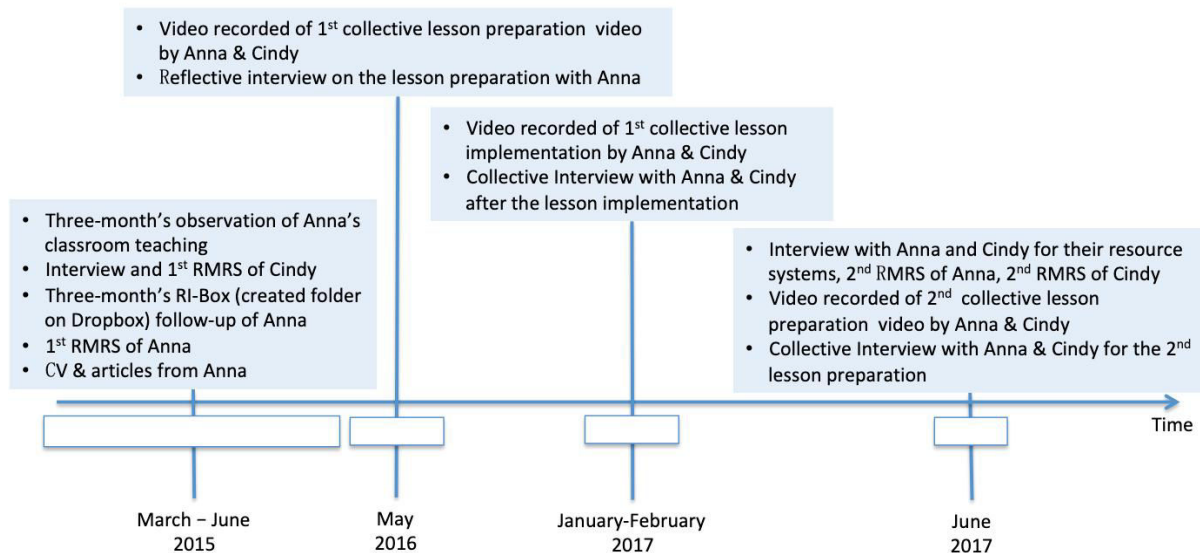 • Video recorded of 1st collective lesson preparation video
by Anna & Cindy
• Reflective interview on the lesson preparation with Anna
• Video recorded of 1st collective lesson
implementation by Anna & Cindy
• Collective Interview with Anna & Cindy
after the lesson implementation
• Three-month's observation of Anna's
classroom teaching
• Interview and 1st RMRS of Cindy
• Three-month's RI-Box (created folder
on Dropbox) follow-up of Anna
• 1st RMRS of Anna
• CV & articles from Anna
• Interview with Anna and Cindy for their resource
systems, 2nd RMRS of Anna, 2nd RMRS of Cindy
• Video recorded of 2nd collective lesson
preparation video by Anna & Cindy
• Collective Interview with Anna & Cindy for the 2nd
lesson preparation
Time
March – June
2015
May
2016
January-February
2017
June
2017